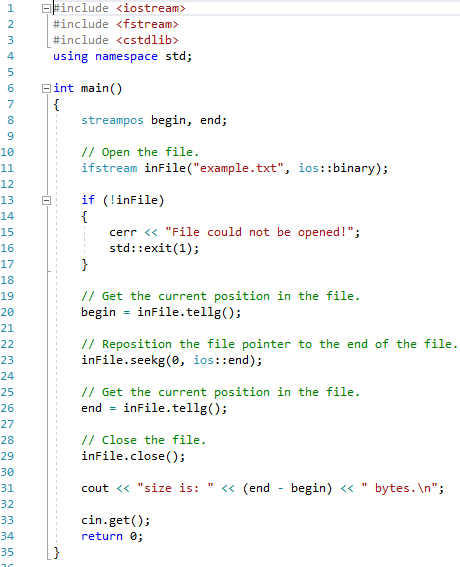 1 #include <iostream>
2 #include <fstream>
3 #include <cstdlib>
4 using namespace std;
5
6 int main()
7 {
8 streampos begin, end;
9
10 // Open the file.
11 ifstream inFile("example.txt", ios::binary);
12
13 if (!inFile)
14 {
15 cerr << "File could not be opened!";
16 std::exit(1);
17 }
18
19 // Get the current position in the file.
20 begin = inFile.tellg();
21
22 // Reposition the file pointer to the end of the file.
23 inFile.seekg(0, ios::end);
24
25 // Get the current position in the file.
26 end = inFile.tellg();
27
28 // Close the file.
29 inFile.close();
30
31 cout << "size is: " << (end - begin) << " bytes.\n";
32
33 cin.get();
34 return 0;
35 }